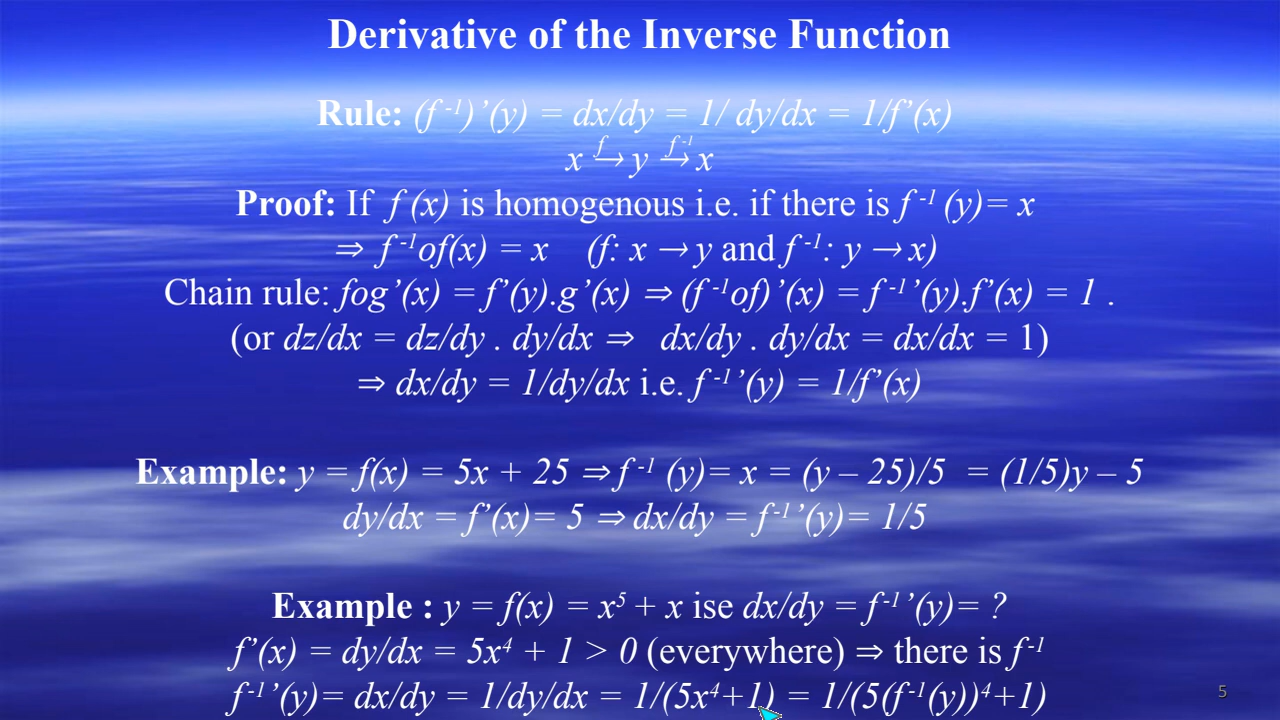 Derivative of the Inverse Function
Rule: (f⁻¹)’(y) = dx/dy = 1/ dy/dx = 1/f’(x)
x →ᶠ y →ᶠ⁻¹ x
Proof: If f (x) is homogenous i.e. if there is f⁻¹ (y)= x
⇒ f⁻¹of(x) = x (f: x → y and f⁻¹: y → x)
Chain rule: fog’(x) = f’(y).g’(x) ⇒ (f⁻¹of)’(x) = f⁻¹’(y).f’(x) = 1 .
(or dz/dx = dz/dy . dy/dx ⇒ dx/dy . dy/dx = dx/dx = 1)
⇒ dx/dy = 1/dy/dx i.e. f⁻¹’(y) = 1/f’(x)
Example: y = f(x) = 5x + 25 ⇒ f⁻¹ (y)= x = (y – 25)/5 = (1/5)y – 5
dy/dx = f’(x)= 5 ⇒ dx/dy = f⁻¹’(y)= 1/5
Example : y = f(x) = x⁵ + x ise dx/dy = f⁻¹’(y)= ?
f’(x) = dy/dx = 5x⁴ + 1 > 0 (everywhere) ⇒ there is f⁻¹
f⁻¹’(y)= dx/dy = 1/dy/dx = 1/(5x⁴+1) = 1/(5(f⁻¹(y))⁴+1)
5